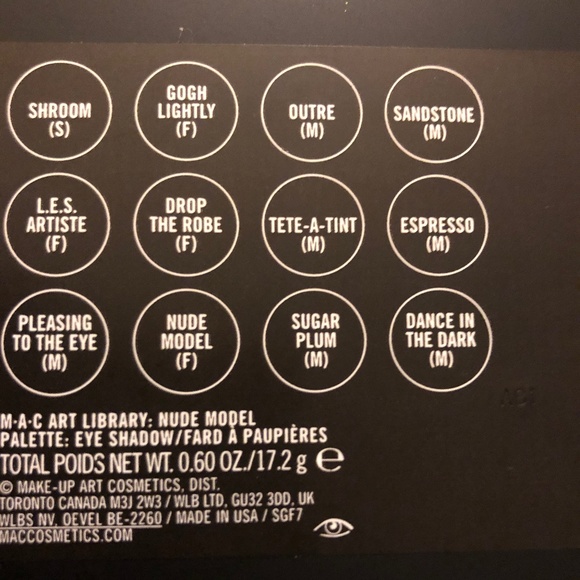 SHROOM
(S)
GOGH
LIGHTLY
(F)
OUTRE
(M)
SANDSTONE
(M)
L.E.S.
ARTISTE
(F)
DROP
THE ROBE
(F)
TETE-A-TINT
(M)
ESPRESSO
(M)
PLEASING
TO THE EYE
(M)
NUDE
MODEL
(F)
SUGAR
PLUM
(M)
DANCE IN
THE DARK
(M)
M·A·C ART LIBRARY: NUDE MODEL
PALETTE: EYE SHADOW/FARD À PAUPIÈRES
TOTAL POIDS NET WT. 0.60 OZ./17.2 g ℮
© MAKE-UP ART COSMETICS, DIST.
TORONTO CANADA M3J 2W3 / WLB LTD, GU32 3DD, UK
WLBS NV. OEVEL BE-2260 / MADE IN USA / SGF7
MACCOSMETICS.COM